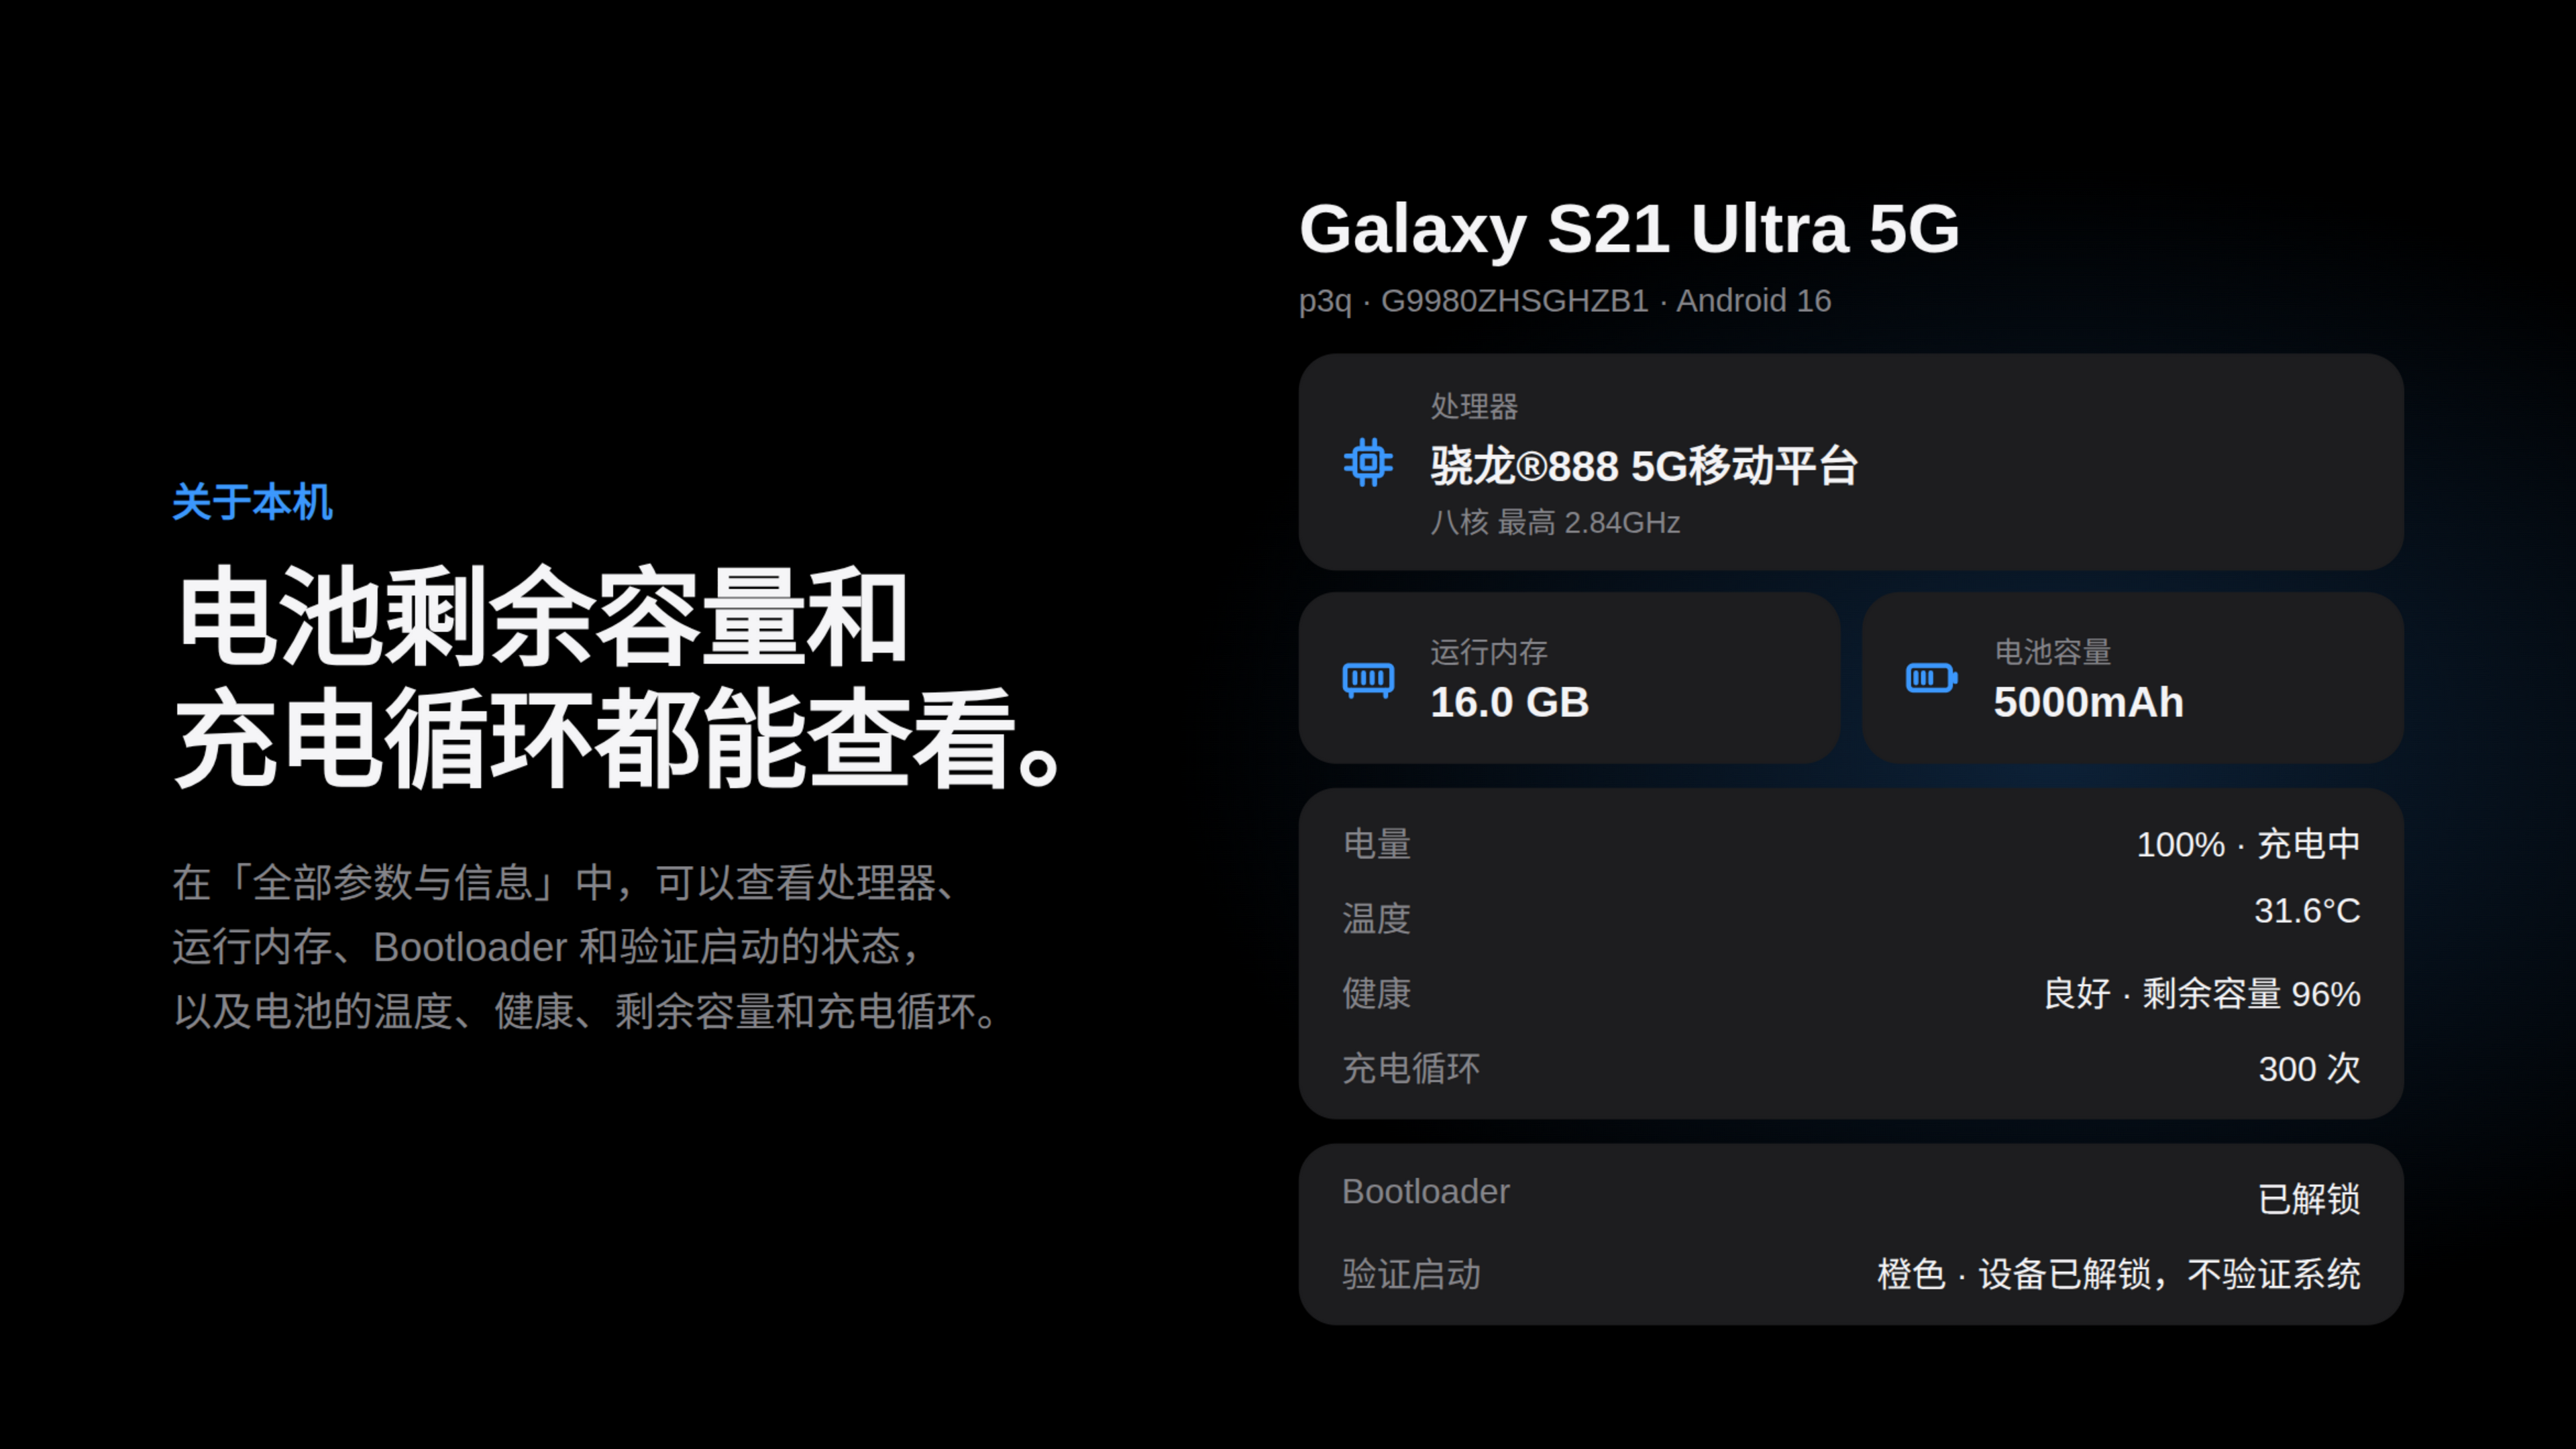 关于本机
电池剩余容量和
充电循环都能查看。
在「全部参数与信息」中，可以查看处理器、
运行内存、Bootloader 和验证启动的状态，
以及电池的温度、健康、剩余容量和充电循环。
Galaxy S21 Ultra 5G
p3q · G9980ZHSGHZB1 · Android 16
处理器
骁龙®888 5G移动平台
八核 最高 2.84GHz
运行内存
16.0 GB
电池容量
5000mAh
电量 100% · 充电中
温度 31.6°C
健康 良好 · 剩余容量 96%
充电循环 300 次
Bootloader 已解锁
验证启动 橙色 · 设备已解锁，不验证系统